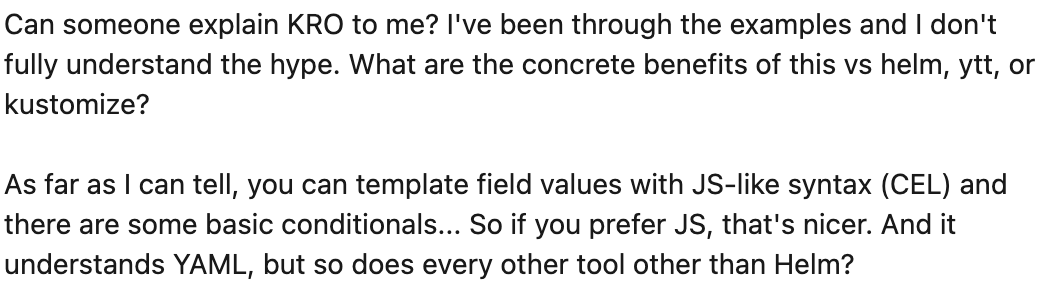 Can someone explain KRO to me? I've been through the examples and I don't
fully understand the hype. What are the concrete benefits of this vs helm, ytt, or
kustomize?
As far as I can tell, you can template field values with JS-like syntax (CEL) and
there are some basic conditionals... So if you prefer JS, that's nicer. And it
understands YAML, but so does every other tool other than Helm?